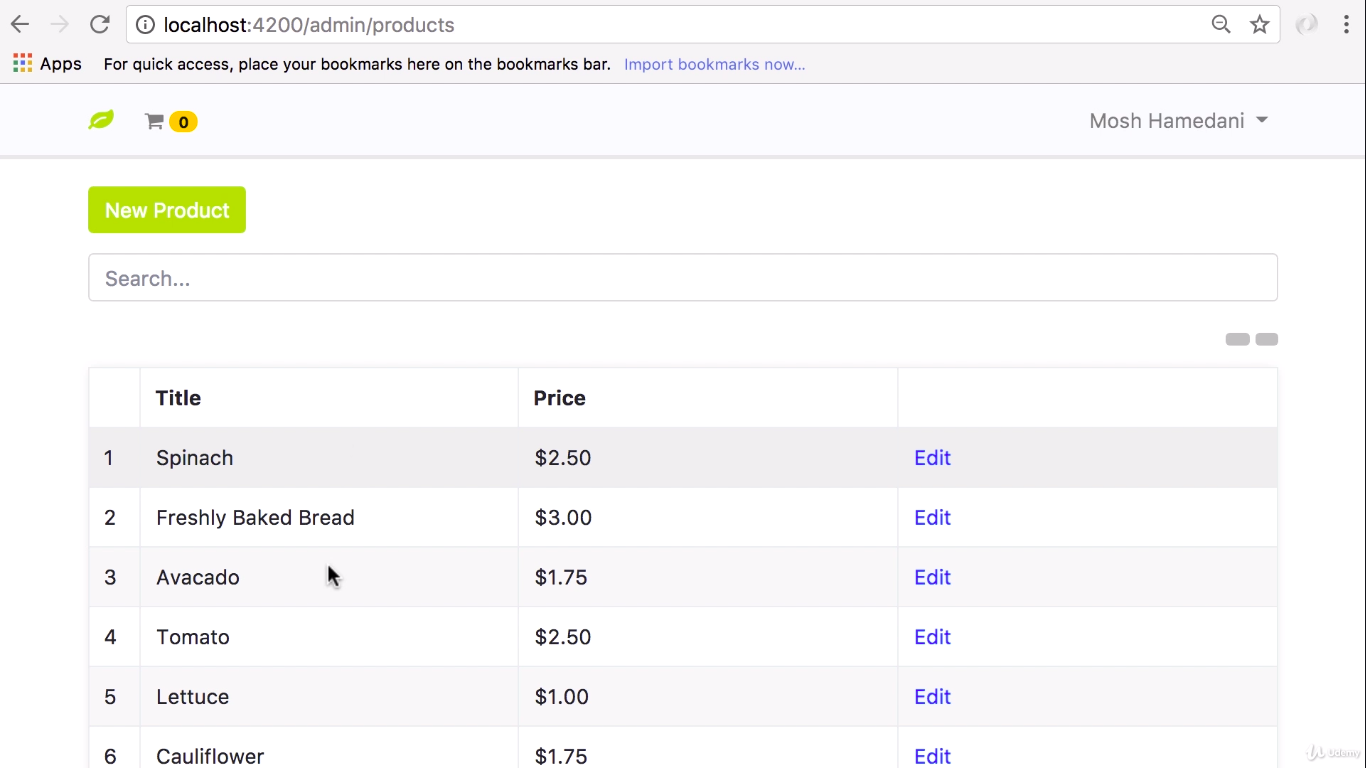 localhost:4200/admin/products
Apps For quick access, place your bookmarks here on the bookmarks bar. Import bookmarks now...
0 Mosh Hamedani
New Product
Search...
Title Price
1 Spinach $2.50 Edit
2 Freshly Baked Bread $3.00 Edit
3 Avacado $1.75 Edit
4 Tomato $2.50 Edit
5 Lettuce $1.00 Edit
6 Cauliflower $1.75 Edit
Udemy